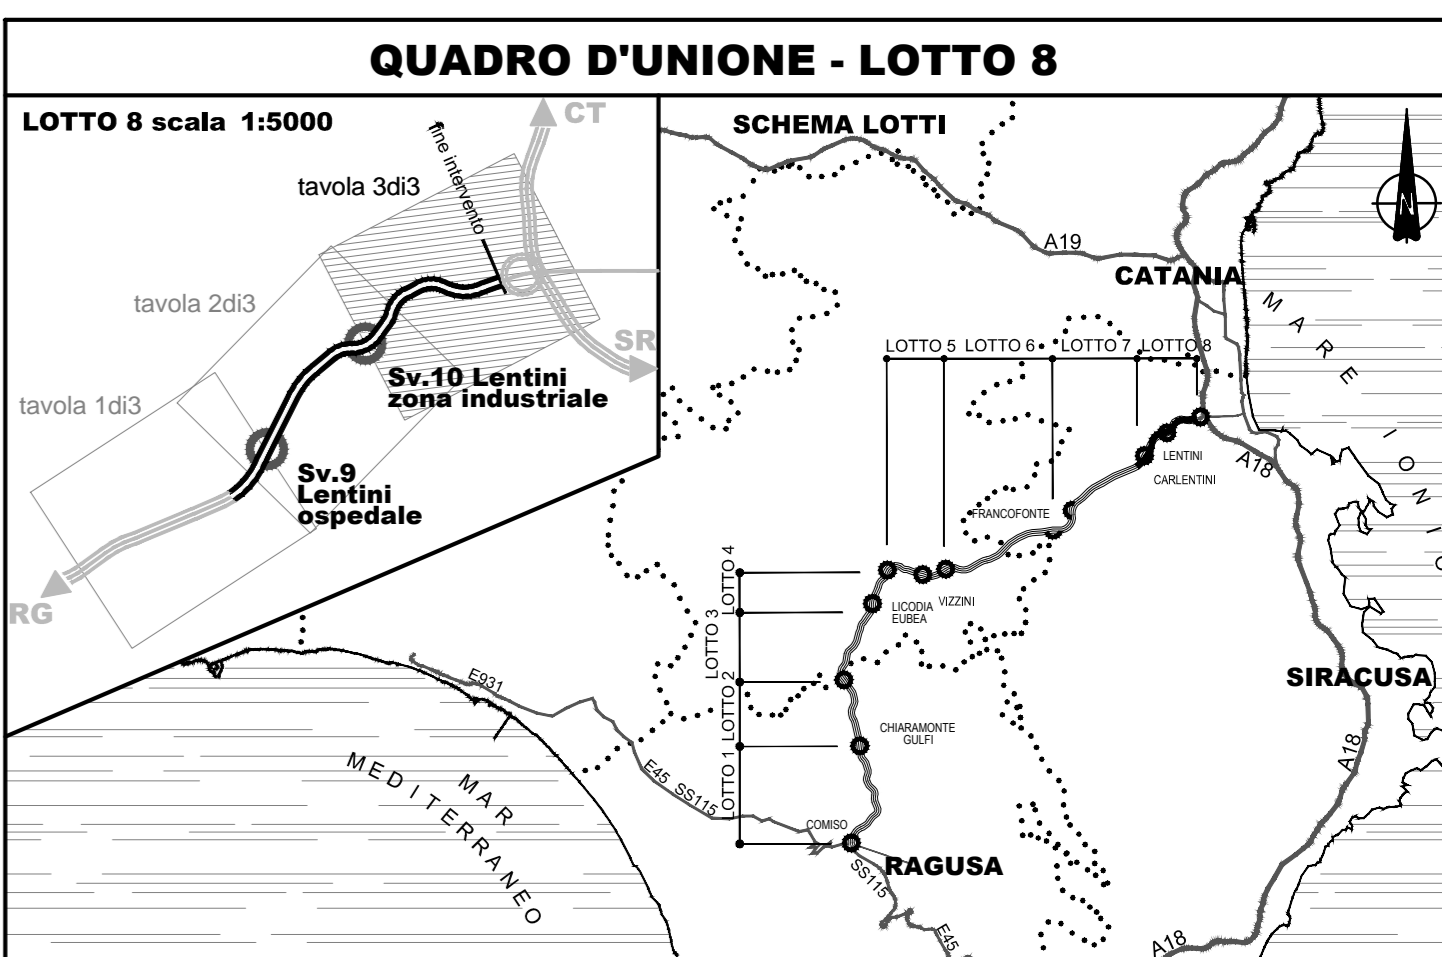 QUADRO D'UNIONE - LOTTO 8
LOTTO 8 scala 1:5000
CT
fine intervento
tavola 3di3
tavola 2di3
SR
Sv.10 Lentini
zona industriale
tavola 1di3
Sv.9
Lentini
ospedale
RG
SCHEMA LOTTI
N
A19
CATANIA
MARE
IONIO
LOTTO 5
LOTTO 6
LOTTO 7
LOTTO 8
LENTINI
CARLENTINI
A18
FRANCOFONTE
LOTTO 4
LOTTO 3
LOTTO 2
LOTTO 1
LICODIA
EUBEA
VIZZINI
SIRACUSA
E931
CHIARAMONTE
GULFI
A18
MAR
MEDITERRANEO
E45
SS115
COMISO
RAGUSA
SS115
E45
A18